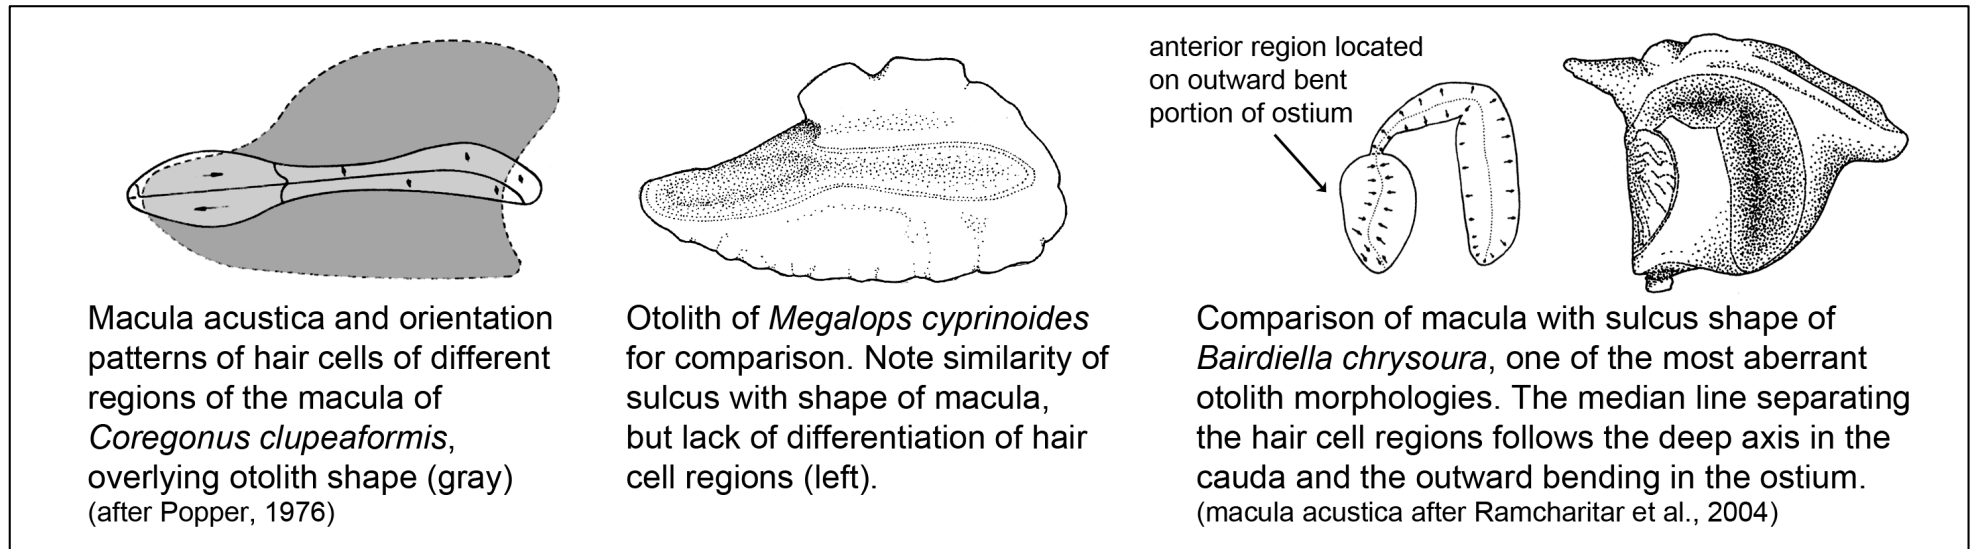 anterior region located
on outward bent
portion of ostium
Macula acustica and orientation
patterns of hair cells of different
regions of the macula of
Coregonus clupeaformis,
overlying otolith shape (gray)
(after Popper, 1976)
Otolith of Megalops cyprinoides
for comparison. Note similarity of
sulcus with shape of macula,
but lack of differentiation of hair
cell regions (left).
Comparison of macula with sulcus shape of
Bairdiella chrysoura, one of the most aberrant
otolith morphologies. The median line separating
the hair cell regions follows the deep axis in the
cauda and the outward bending in the ostium.
(macula acustica after Ramcharitar et al., 2004)